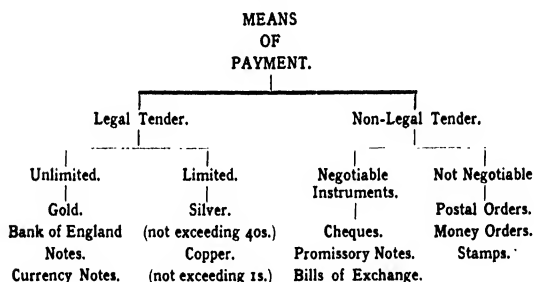 MEANS
OF
PAYMENT.
Legal Tender.
Non-Legal Tender.
Unlimited.
Limited.
Negotiable
Instruments.
Not Negotiable
Gold.
Bank of England
Notes.
Currency Notes.
Silver.
(not exceeding 40s.)
Copper.
(not exceeding 1s.)
Cheques.
Promissory Notes.
Bills of Exchange.
Postal Orders.
Money Orders.
Stamps.